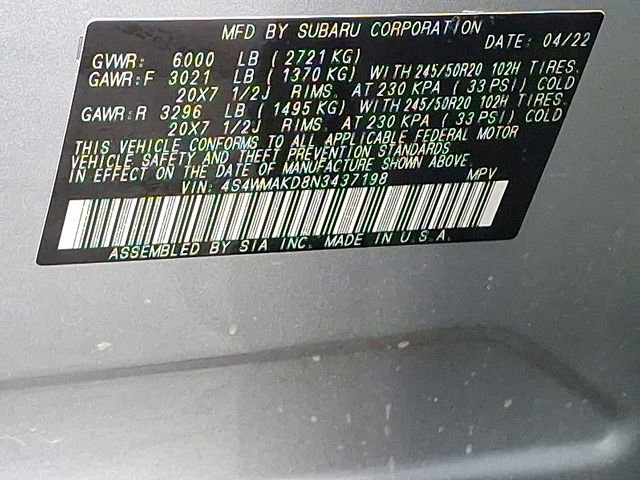 MFD BY SUBARU CORPORATION
DATE: 04/22
GVWR: 6000 LB (2721 KG)
GAWR:F 3021 LB (1370 KG) WITH 245/50R20 102H TIRES.
20X7 1/2J RIMS. AT 230 KPA (33 PSI) COLD
GAWR:R 3296 LB (1495 KG) WITH 245/50R20 102H TIRES.
20X7 1/2J RIMS. AT 230 KPA (33 PSI) COLD
THIS VEHICLE CONFORMS TO ALL APPLICABLE FEDERAL MOTOR
VEHICLE SAFETY AND THEFT PREVENTION STANDARDS
IN EFFECT ON THE DATE OF MANUFACTURE SHOWN ABOVE.
VIN: 4S4WMAKD8N3437198 MPV
ASSEMBLED BY SIA INC. MADE IN U.S.A.